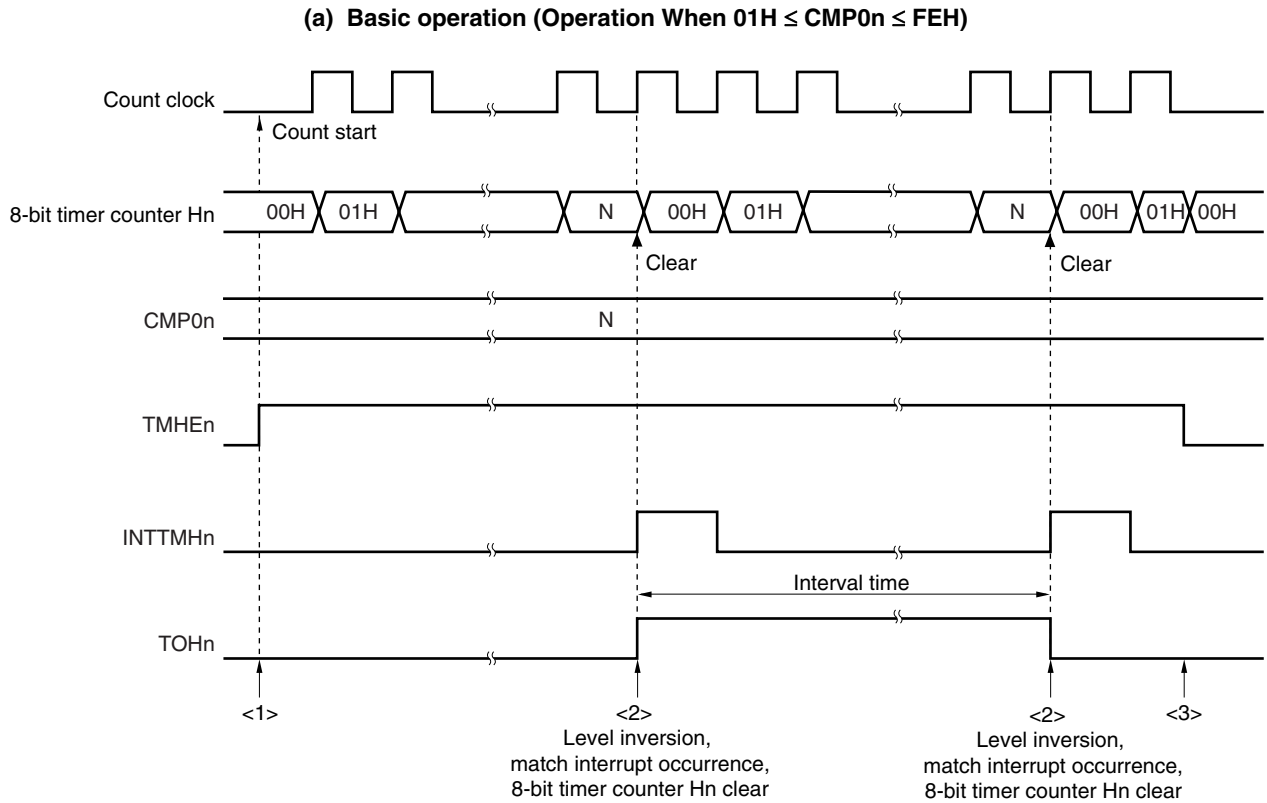 (a) Basic operation (Operation When 01H ≤ CMP0n ≤ FEH)
Count clock
Count start
8-bit timer counter Hn
00H 01H N 00H 01H N 00H 01H 00H
Clear Clear
CMP0n
N
TMHEn
INTTMHn
Interval time
TOHn
<1> <2> <2> <3>
Level inversion,
match interrupt occurrence,
8-bit timer counter Hn clear
Level inversion,
match interrupt occurrence,
8-bit timer counter Hn clear